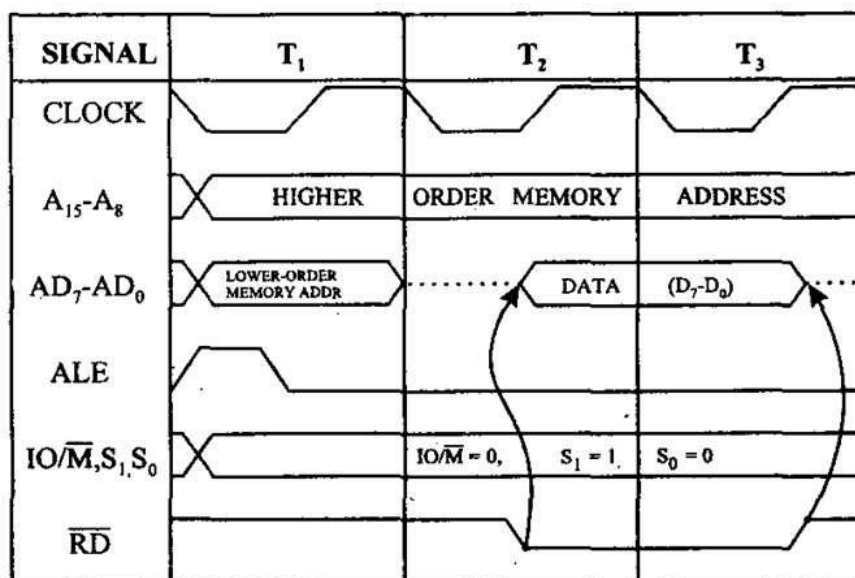 SIGNAL T₁ T₂ T₃
CLOCK
A₁₅-A₈ HIGHER ORDER MEMORY ADDRESS
AD₇-AD₀ LOWER-ORDER MEMORY ADDR DATA (D₇-D₀)
ALE
IO/M̅,S₁,S₀ IO/M̅ = 0, S₁ = 1 S₀ = 0
R̅D̅